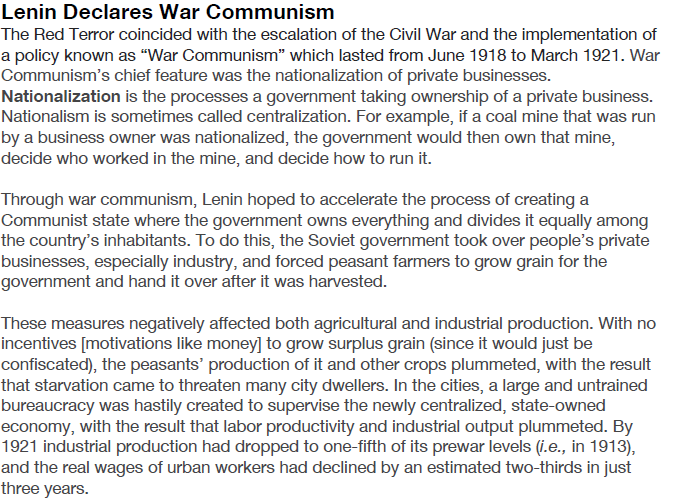 Lenin Declares War Communism
The Red Terror coincided with the escalation of the Civil War and the implementation of
a policy known as “War Communism” which lasted from June 1918 to March 1921. War
Communism’s chief feature was the nationalization of private businesses.
Nationalization is the processes a government taking ownership of a private business.
Nationalism is sometimes called centralization. For example, if a coal mine that was run
by a business owner was nationalized, the government would then own that mine,
decide who worked in the mine, and decide how to run it.
Through war communism, Lenin hoped to accelerate the process of creating a
Communist state where the government owns everything and divides it equally among
the country’s inhabitants. To do this, the Soviet government took over people’s private
businesses, especially industry, and forced peasant farmers to grow grain for the
government and hand it over after it was harvested.
These measures negatively affected both agricultural and industrial production. With no
incentives [motivations like money] to grow surplus grain (since it would just be
confiscated), the peasants’ production of it and other crops plummeted, with the result
that starvation came to threaten many city dwellers. In the cities, a large and untrained
bureaucracy was hastily created to supervise the newly centralized, state-owned
economy, with the result that labor productivity and industrial output plummeted. By
1921 industrial production had dropped to one-fifth of its prewar levels (i.e., in 1913),
and the real wages of urban workers had declined by an estimated two-thirds in just
three years.